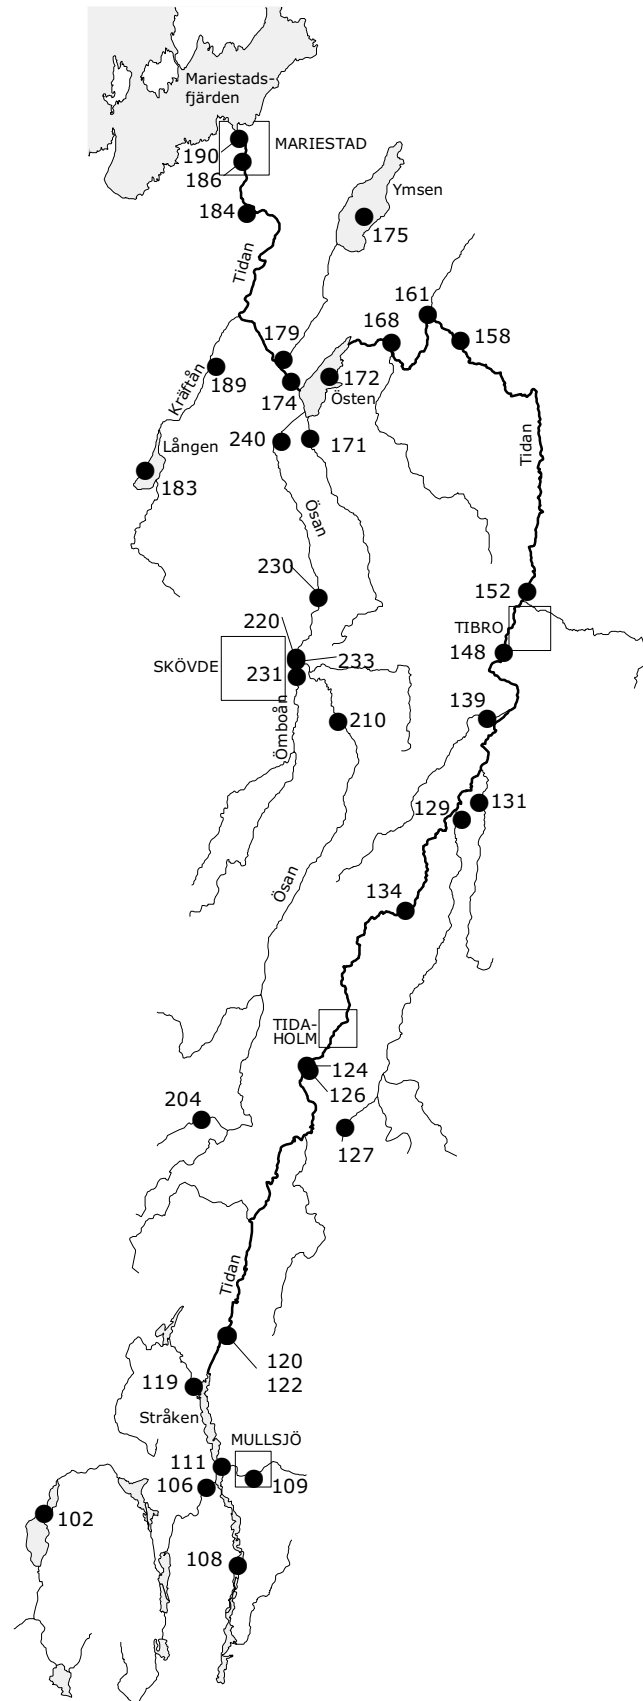 Mariestads-
fjärden
190
MARIESTAD
186
184
Ymsen
175
Tidan
161
168
158
179
189
172
Kräftån
174
Östen
Tidan
Lången
240
171
183
Ösan
230
152
220
TIBRO
SKÖVDE
233
148
231
139
210
Ömboån
131
129
134
Ösan
TIDA-
HOLM
124
126
204
127
Tidan
120
122
119
Stråken
MULLSJÖ
111
106
109
102
108